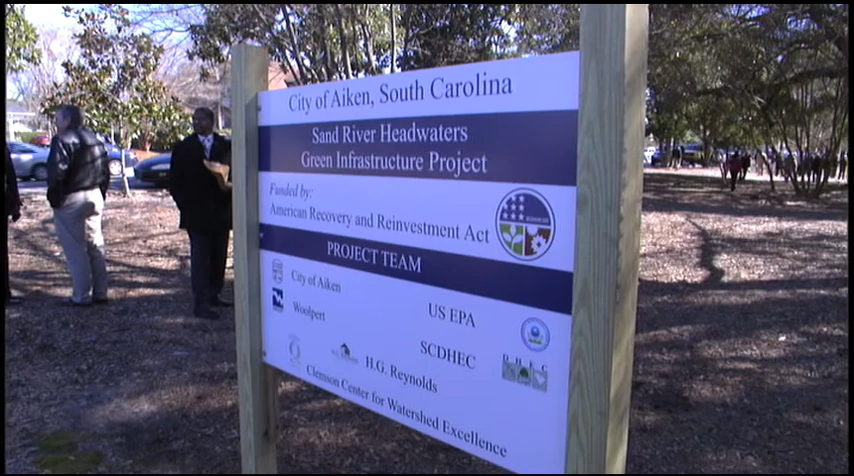 City of Aiken, South Carolina
Sand River Headwaters
Green Infrastructure Project
Funded by:
American Recovery and Reinvestment Act
PROJECT TEAM
City of Aiken
US EPA
Woolpert
SCDHEC
H.G. Reynolds
Clemson Center for Watershed Excellence